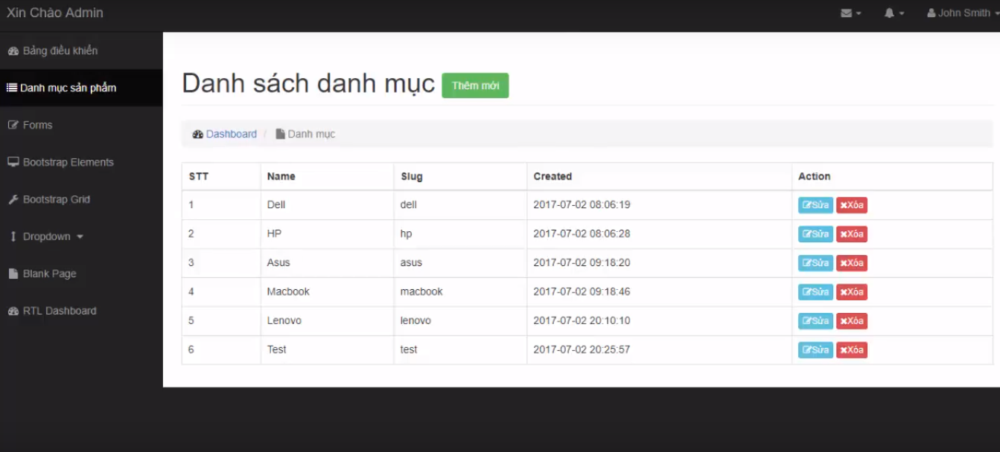 Xin Chào Admin
John Smith
Bảng điều khiển
Danh mục sản phẩm
Forms
Bootstrap Elements
Bootstrap Grid
Dropdown
Blank Page
RTL Dashboard
Danh sách danh mục Thêm mới
Dashboard / Danh mục
STT Name Slug Created Action
1 Dell dell 2017-07-02 08:06:19 Sửa Xóa
2 HP hp 2017-07-02 08:06:28 Sửa Xóa
3 Asus asus 2017-07-02 09:18:20 Sửa Xóa
4 Macbook macbook 2017-07-02 09:18:46 Sửa Xóa
5 Lenovo lenovo 2017-07-02 20:10:10 Sửa Xóa
6 Test test 2017-07-02 20:25:57 Sửa Xóa